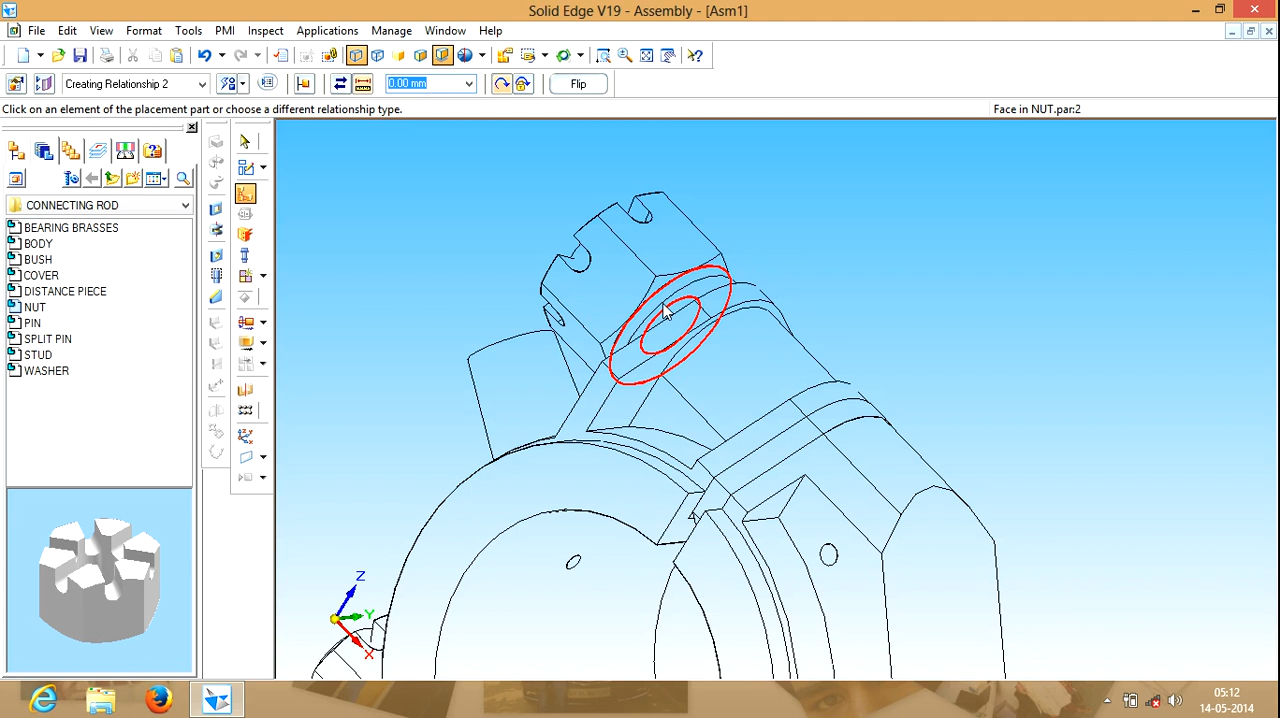 Solid Edge V19 - Assembly - [Asm1]
File Edit View Format Tools PMI Inspect Applications Manage Window Help
Creating Relationship 2
0.00 mm
Flip
Click on an element of the placement part or choose a different relationship type.
Face in NUT.par:2
CONNECTING ROD
BEARING BRASSES
BODY
BUSH
COVER
DISTANCE PIECE
NUT
PIN
SPLIT PIN
STUD
WASHER
Z
Y
X
05:12
14-05-2014